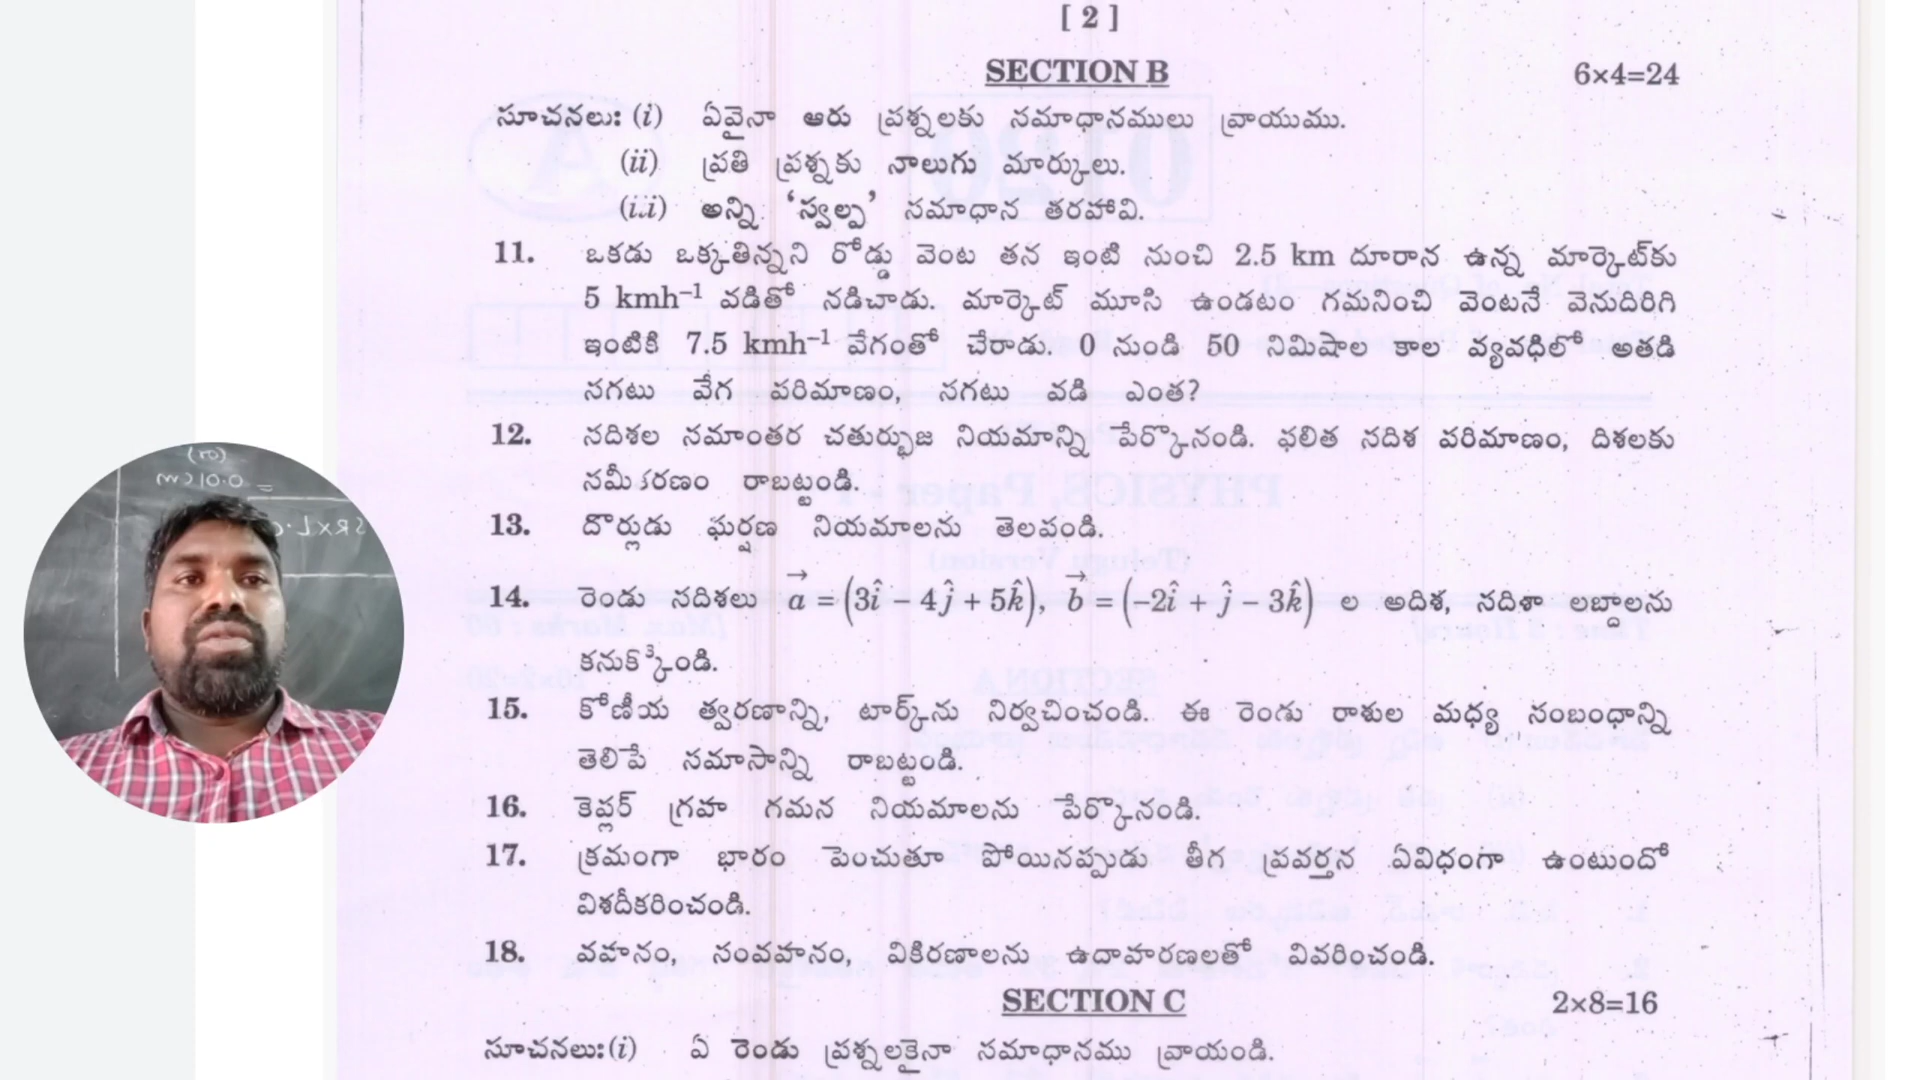 [ 2 ]
SECTION B
6×4=24
సూచనలు: (i) ఏవైనా ఆరు ప్రశ్నలకు సమాధానములు వ్రాయుము.
(ii) ప్రతి ప్రశ్నకు నాలుగు మార్కులు.
(iii) అన్ని 'స్వల్ప' సమాధాన తరహావి.
11. ఒకడు ఒక్కతిన్నని రోడ్డు వెంట తన ఇంటి నుంచి 2.5 km దూరాన ఉన్న మార్కెట్‌కు
5 kmh⁻¹ వడితో నడిచాడు. మార్కెట్ మూసి ఉండటం గమనించి వెంటనే వెనుదిరిగి
ఇంటికి 7.5 kmh⁻¹ వేగంతో చేరాడు. 0 నుండి 50 నిమిషాల కాల వ్యవధిలో అతడి
సగటు వేగ పరిమాణం, సగటు వడి ఎంత?
12. సదిశల సమాంతర చతుర్భుజ నియమాన్ని పేర్కొనండి. ఫలిత సదిశ పరిమాణం, దిశలకు
సమీకరణం రాబట్టండి.
13. దొర్లుడు ఘర్షణ నియమాలను తెలపండి.
14. రెండు సదిశలు a⃗ = (3î − 4ĵ + 5k̂), b⃗ = (−2î + ĵ − 3k̂) ల అదిశ, సదిశా లబ్దాలను
కనుక్కోండి.
15. కోణీయ త్వరణాన్ని, టార్క్‌ను నిర్వచించండి. ఈ రెండు రాశుల మధ్య సంబంధాన్ని
తెలిపే సమాసాన్ని రాబట్టండి.
16. కెప్లర్ గ్రహ గమన నియమాలను పేర్కొనండి.
17. క్రమంగా భారం పెంచుతూ పోయినప్పుడు తీగ ప్రవర్తన ఏవిధంగా ఉంటుందో
విశదీకరించండి.
18. వహనం, సంవహనం, వికిరణాలను ఉదాహరణలతో వివరించండి.
SECTION C
2×8=16
సూచనలు: (i) ఏ రెండు ప్రశ్నలకైనా సమాధానము వ్రాయండి.